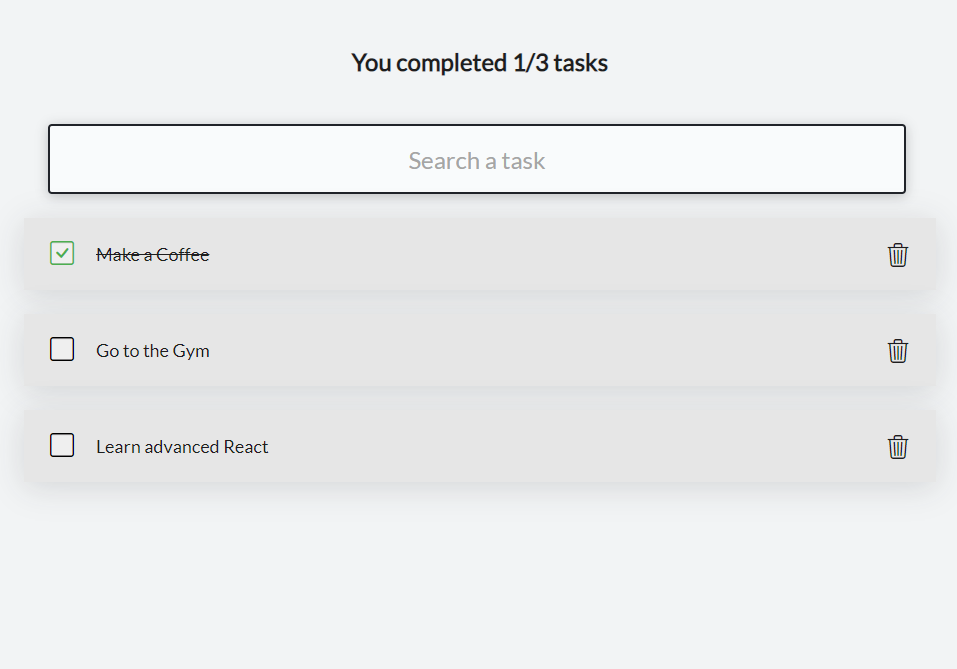 You completed 1/3 tasks
Search a task
Make a Coffee
Go to the Gym
Learn advanced React